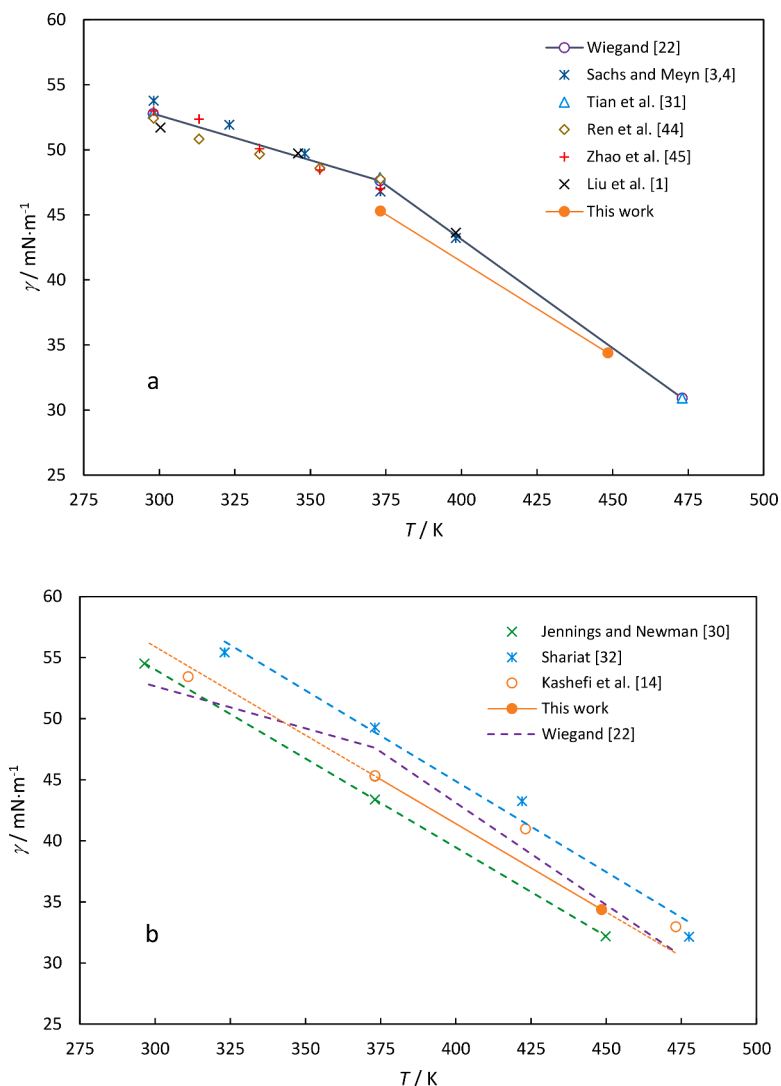 60
55
50
45
40
35
30
25
γ / mN·m⁻¹
Wiegand [22]
Sachs and Meyn [3,4]
Tian et al. [31]
Ren et al. [44]
Zhao et al. [45]
Liu et al. [1]
This work
a
275 300 325 350 375 400 425 450 475 500
T / K
60
55
50
45
40
35
30
25
γ / mN·m⁻¹
Jennings and Newman [30]
Shariat [32]
Kashefi et al. [14]
This work
Wiegand [22]
b
275 300 325 350 375 400 425 450 475 500
T / K